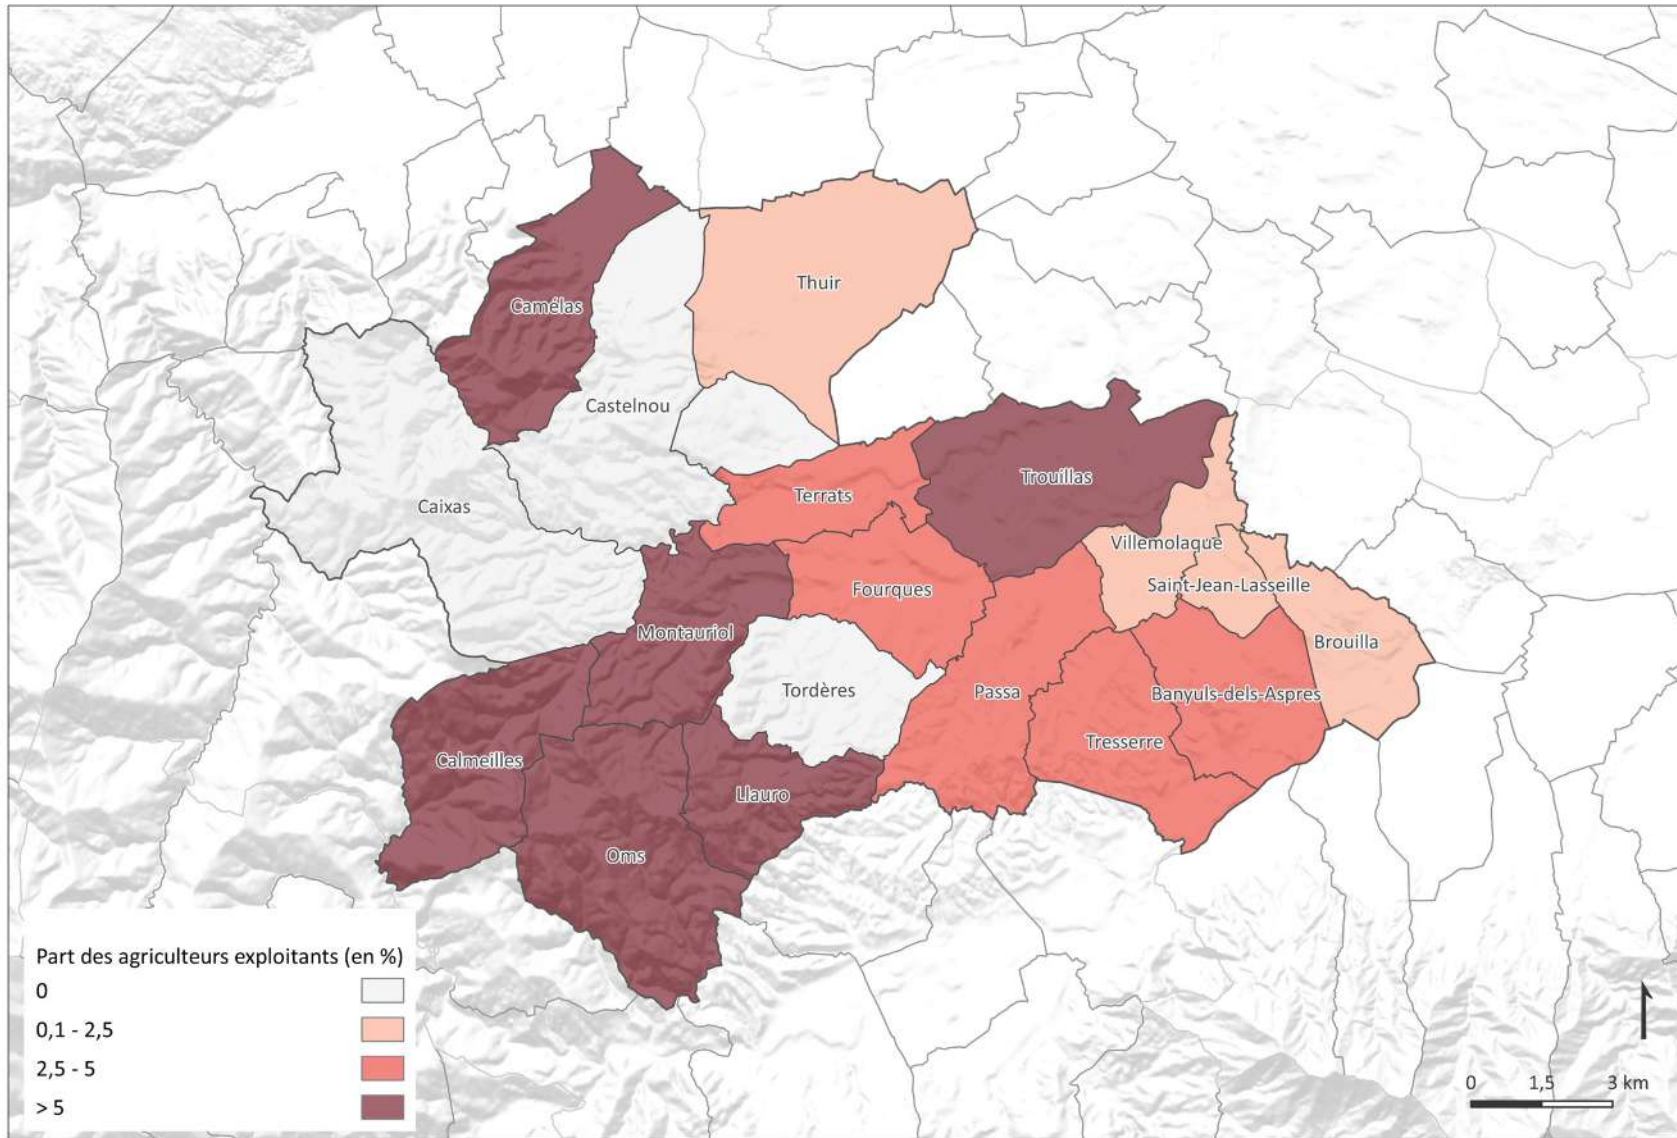 Thuir
Camélas
Castelnou
Trouillas
Terrats
Caixas
Villemolaque
Saint-Jean-Lasseille
Fourques
Montauriol
Brouilla
Tordères
Passa
Banyuls-dels-Aspres
Tresserre
Calmeilles
Llauro
Oms
Part des agriculteurs exploitants (en %)
0
0,1 - 2,5
2,5 - 5
> 5
0 1,5 3 km